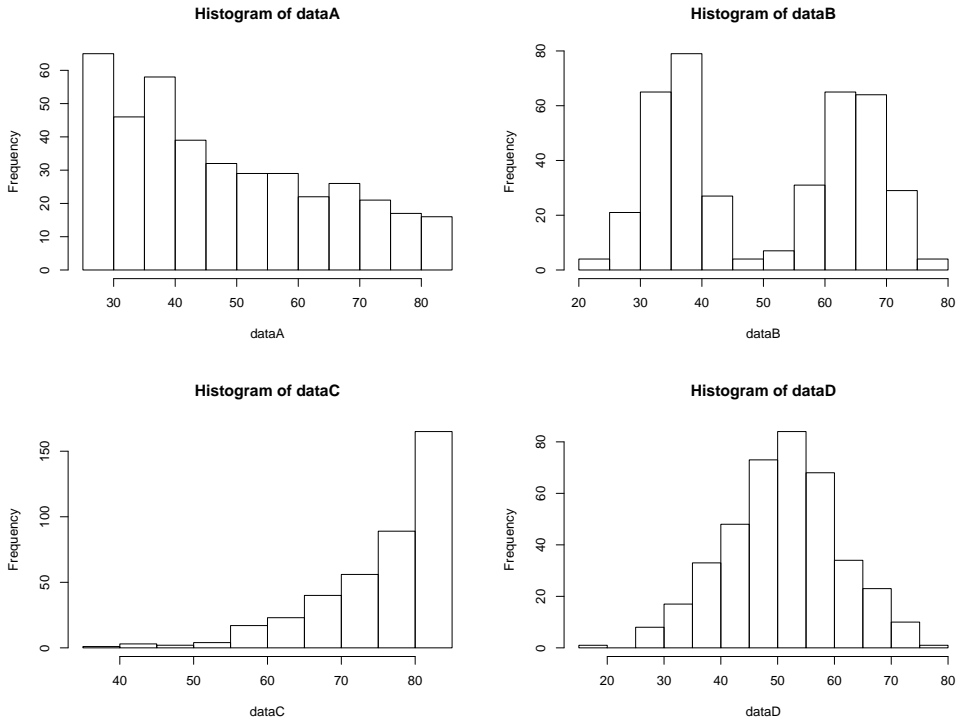 Histogram of dataA
Frequency
0 10 20 30 40 50 60
30 40 50 60 70 80
dataA
Histogram of dataB
Frequency
0 20 40 60 80
20 30 40 50 60 70 80
dataB
Histogram of dataC
Frequency
0 50 100 150
40 50 60 70 80
dataC
Histogram of dataD
Frequency
0 20 40 60 80
20 30 40 50 60 70 80
dataD